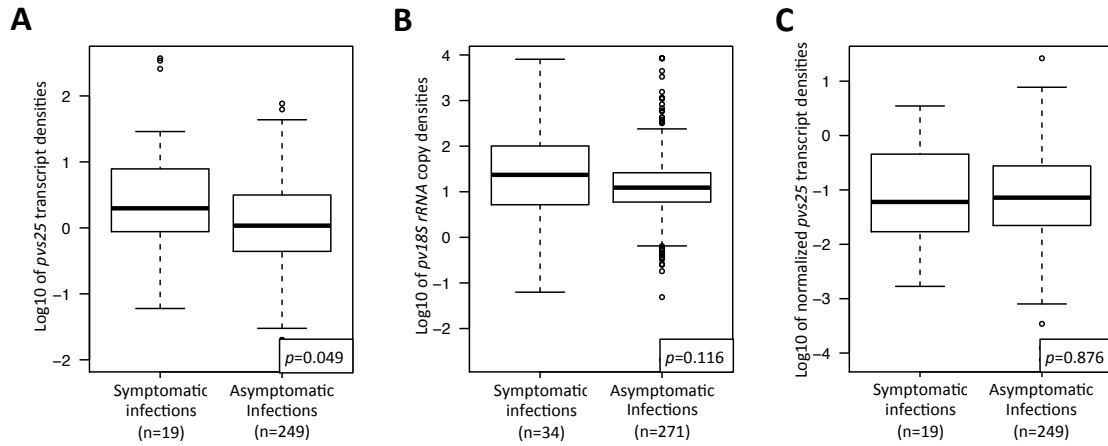 A
Log10 of pvs25 transcript densities
2
1
0
−1
−2
p=0.049
Symptomatic
infections
(n=19)
Asymptomatic
Infections
(n=249)
B
Log10 of pv18S rRNA copy densities
4
3
2
1
0
−1
−2
p=0.116
Symptomatic
infections
(n=34)
Asymptomatic
Infections
(n=271)
C
Log10 of normalized pvs25 transcript densities
1
0
−1
−2
−3
−4
p=0.876
Symptomatic
infections
(n=19)
Asymptomatic
Infections
(n=249)